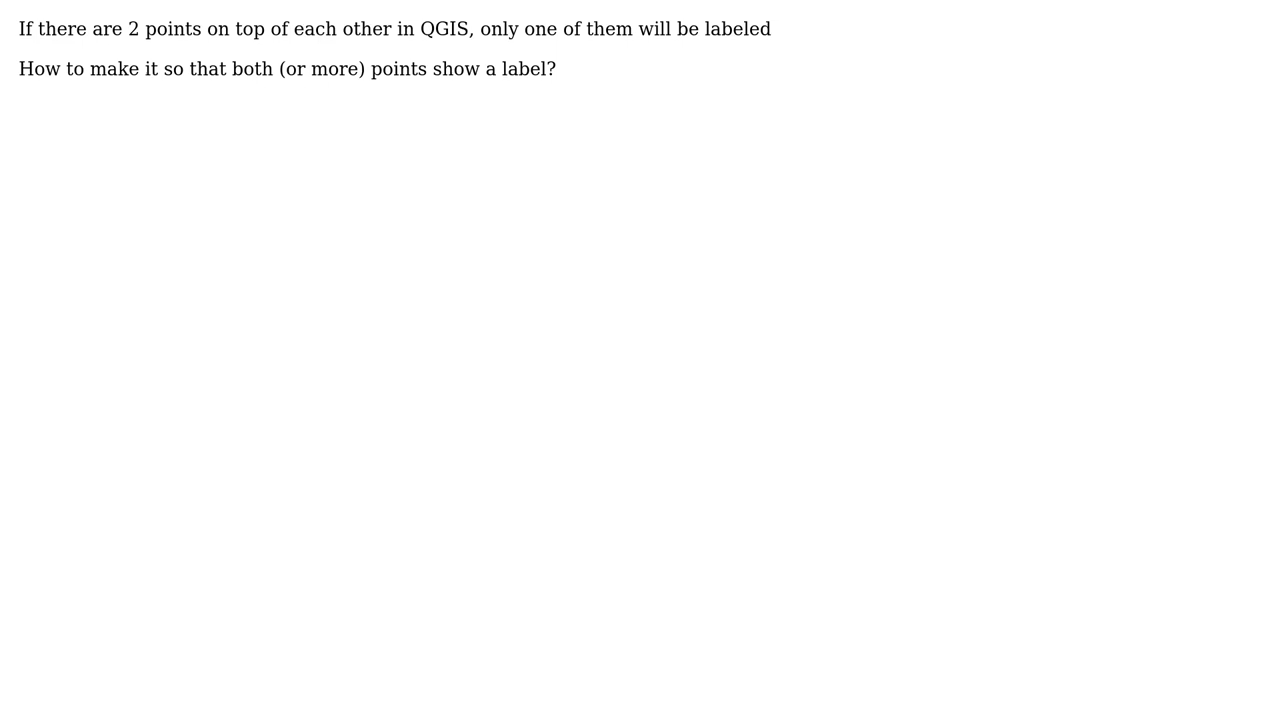 If there are 2 points on top of each other in QGIS, only one of them will be labeled
How to make it so that both (or more) points show a label?